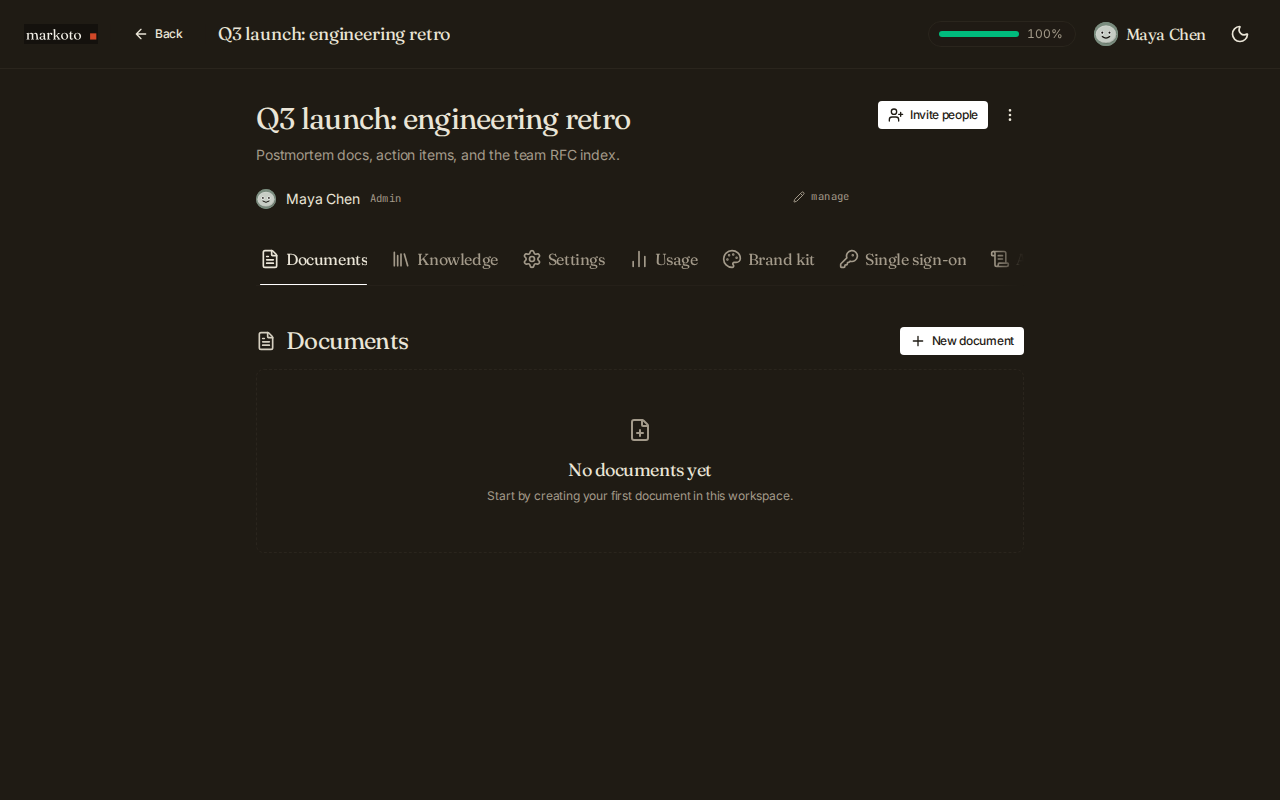 markoto
Back
Q3 launch: engineering retro
100%
Maya Chen
Q3 launch: engineering retro
Invite people
Postmortem docs, action items, and the team RFC index.
Maya Chen Admin
manage
Documents Knowledge Settings Usage Brand kit Single sign-on
Documents
New document
No documents yet
Start by creating your first document in this workspace.